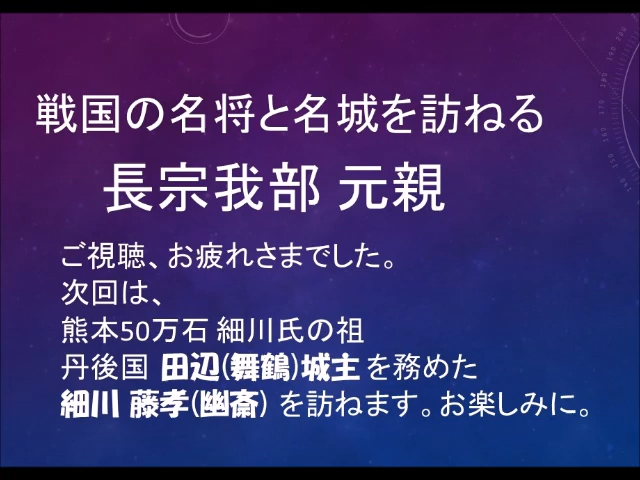 戦国の名将と名城を訪ねる
長宗我部 元親
ご視聴、お疲れさまでした。
次回は、
熊本50万石 細川氏の祖
丹後国 田辺(舞鶴)城主 を務めた
細川 藤孝(幽斎) を訪ねます。お楽しみに。